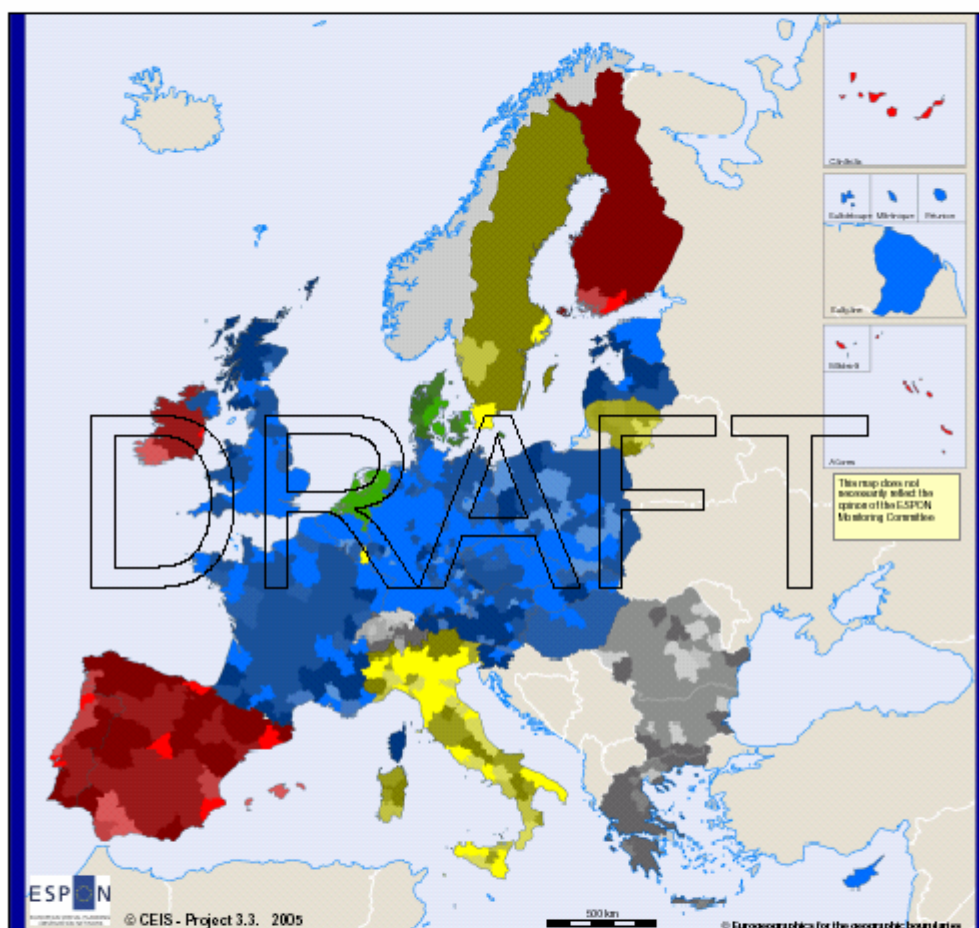 Guadeloupe
Martinique
Réunion
Guyane
Madeira
Açores
This map does not
necessarily reflect the
opinion of the ESPON
Monitoring Committee
DRAFT
ESPON
© CEIS - Project 3.3. 2005
500 km
© Eurogeographics for the geographic boundaries